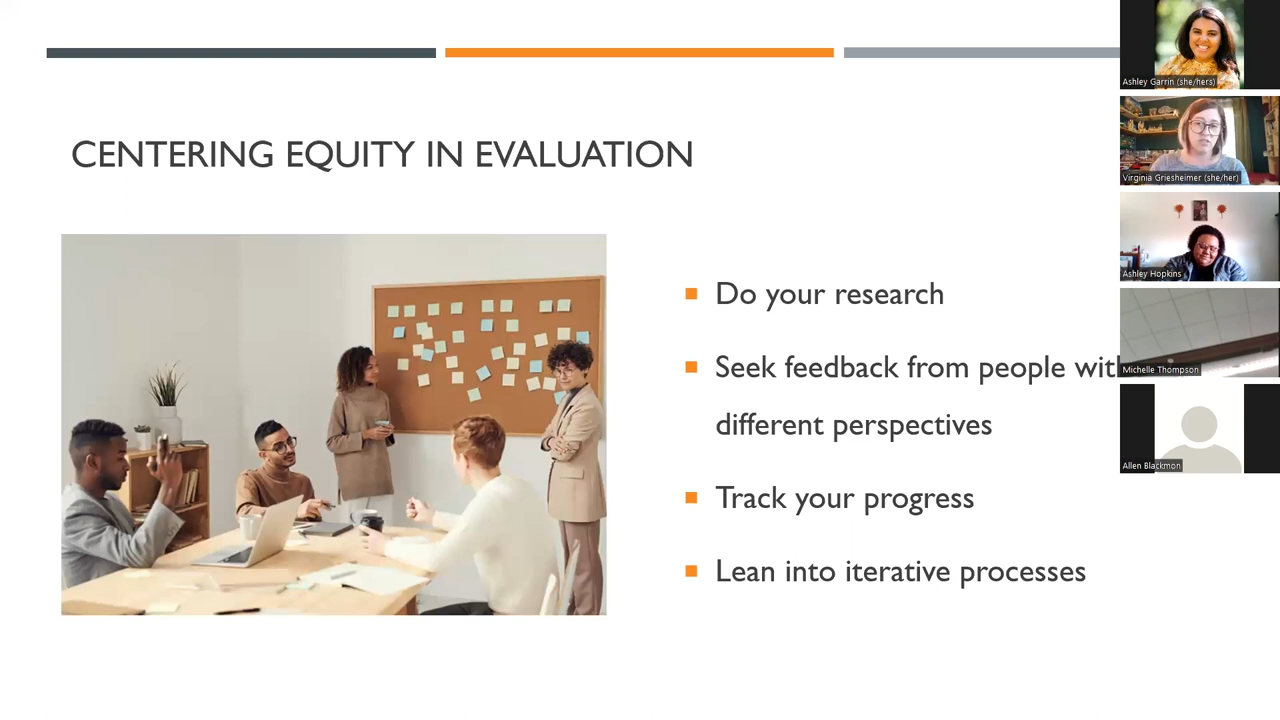 CENTERING EQUITY IN EVALUATION
Do your research
Seek feedback from people with
different perspectives
Track your progress
Lean into iterative processes
Ashley Garrin (she/hers)
Virginia Griesheimer (she/her)
Ashley Hopkins
Michelle Thompson
Allen Blackmon